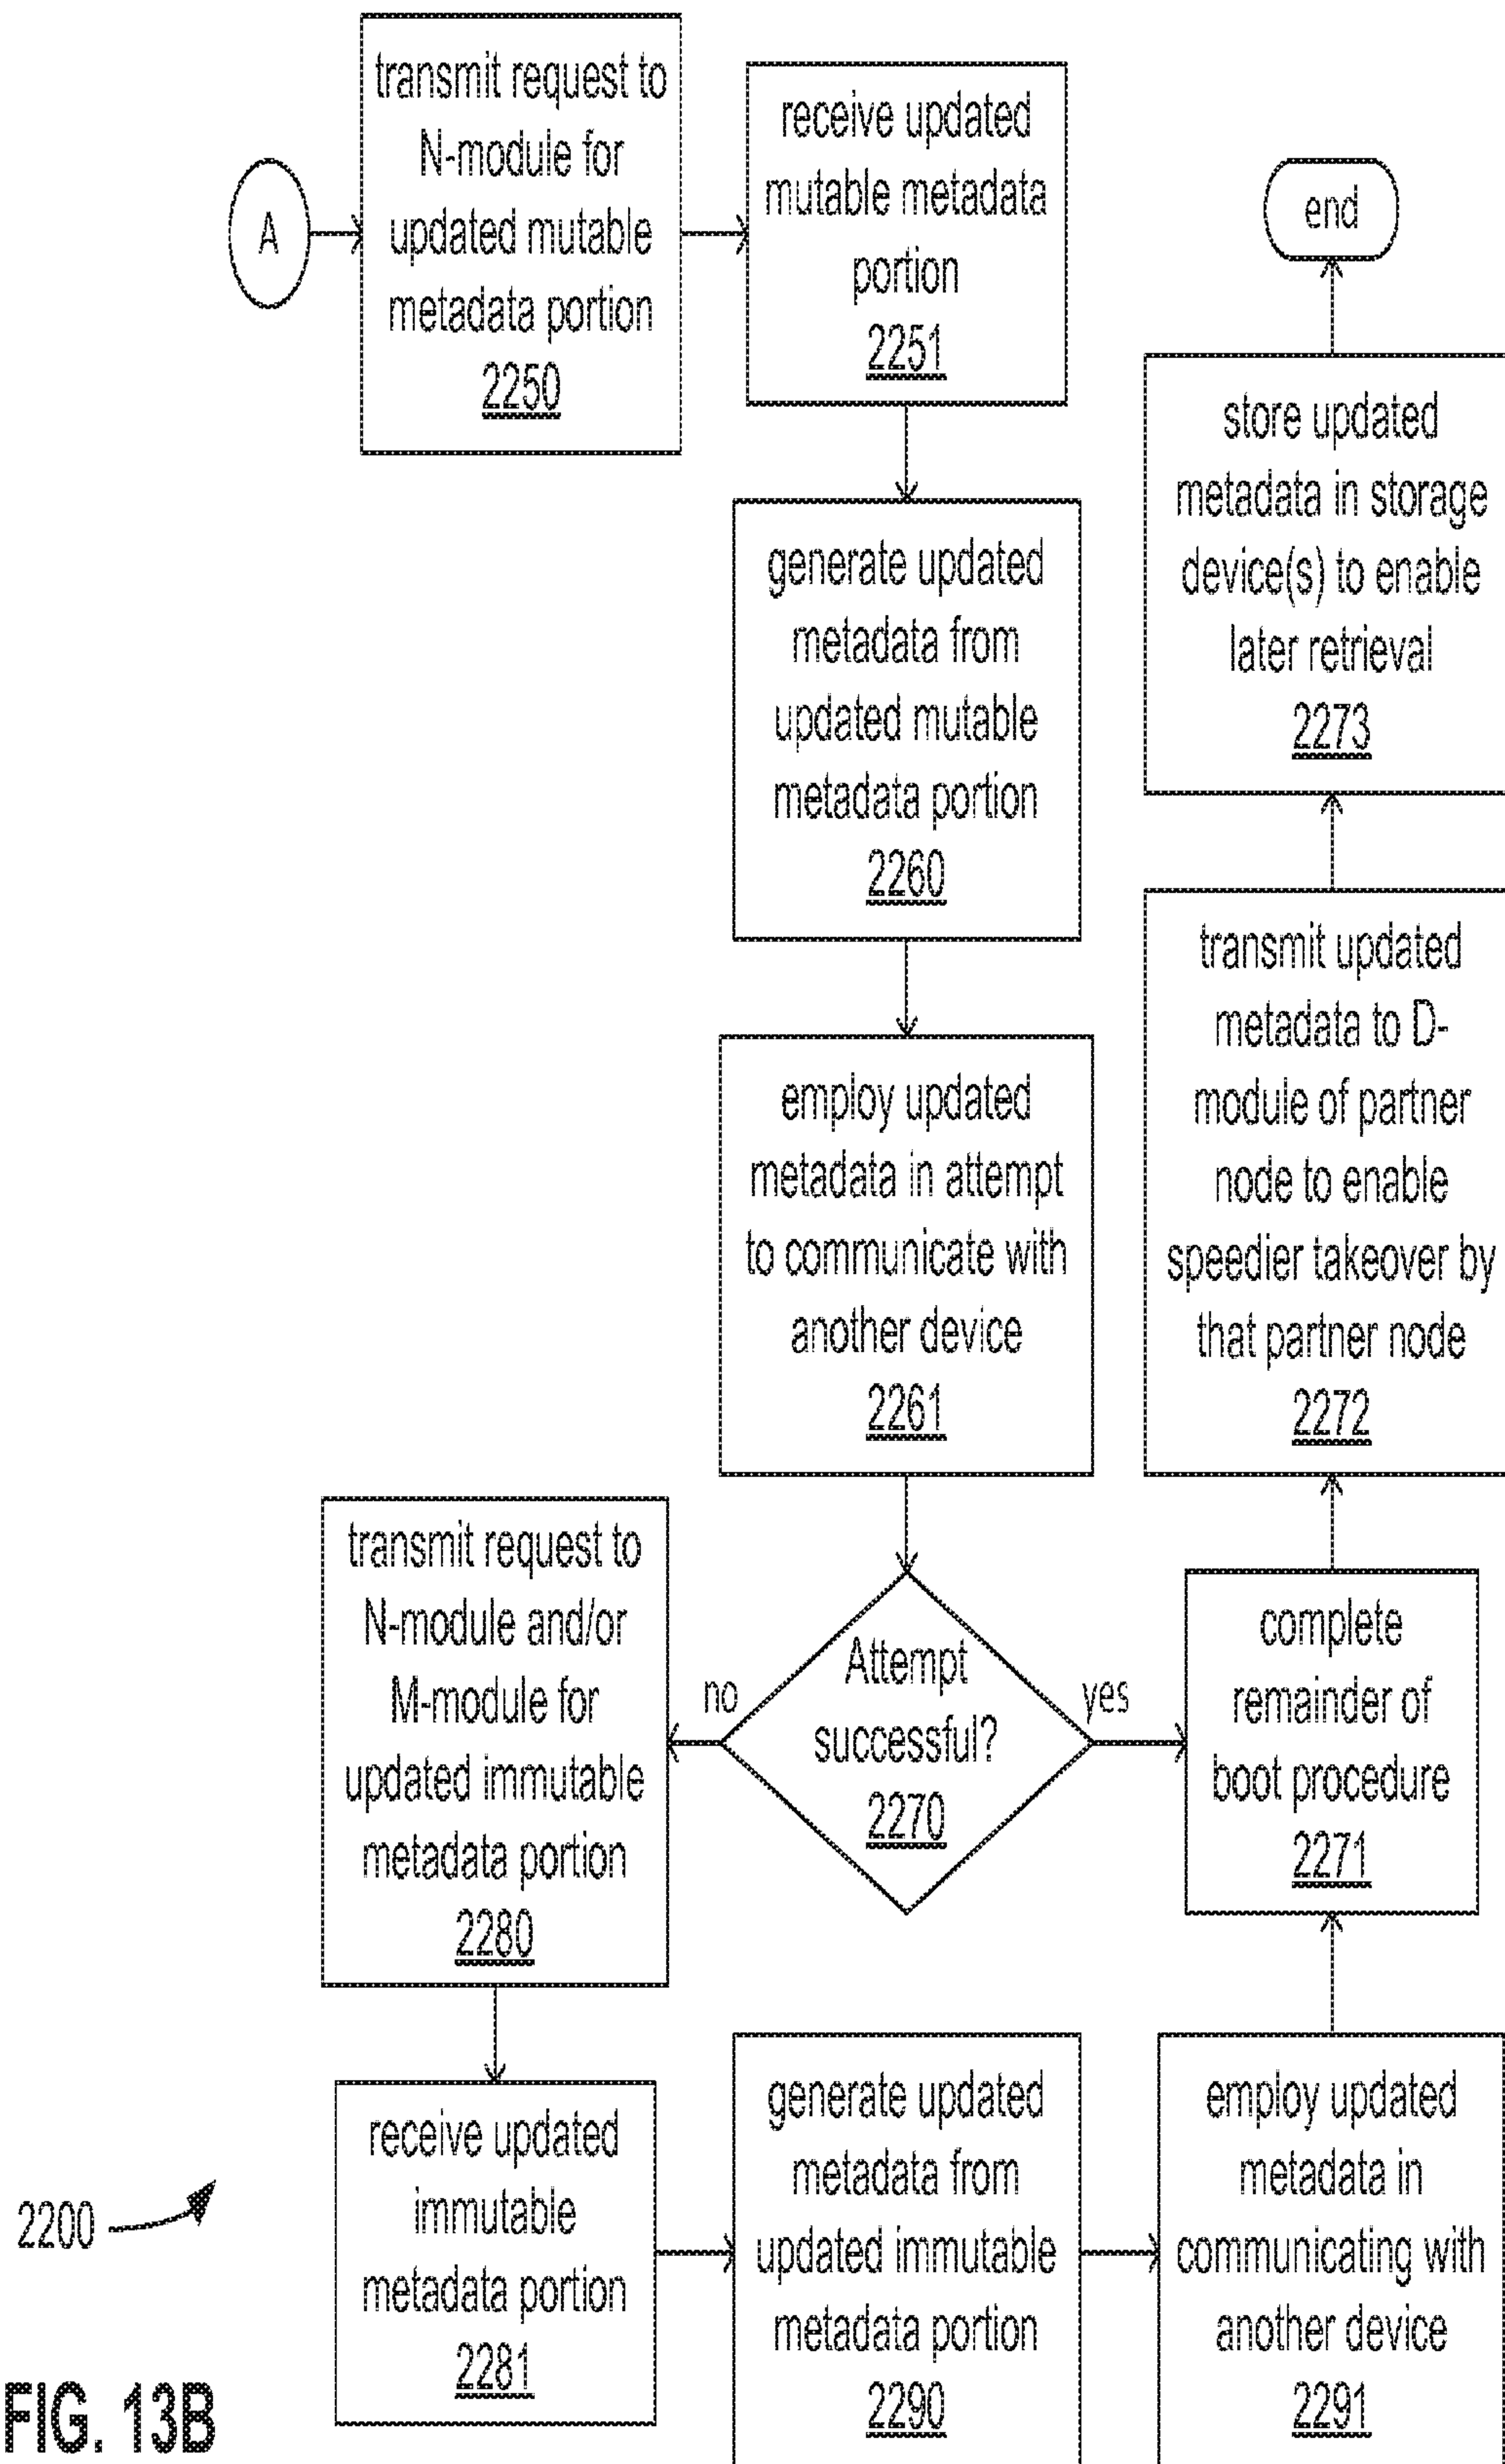 A
transmit request to
N-module for
updated mutable
metadata portion
2250
receive updated
mutable metadata
portion
2251
generate updated
metadata from
updated mutable
metadata portion
2260
employ updated
metadata in attempt
to communicate with
another device
2261
Attempt
successful?
2270
no
yes
transmit request to
N-module and/or
M-module for
updated immutable
metadata portion
2280
receive updated
immutable
metadata portion
2281
generate updated
metadata from
updated immutable
metadata portion
2290
employ updated
metadata in
communicating with
another device
2291
complete
remainder of
boot procedure
2271
transmit updated
metadata to D-
module of partner
node to enable
speedier takeover by
that partner node
2272
store updated
metadata in storage
device(s) to enable
later retrieval
2273
end
2200
FIG. 13B